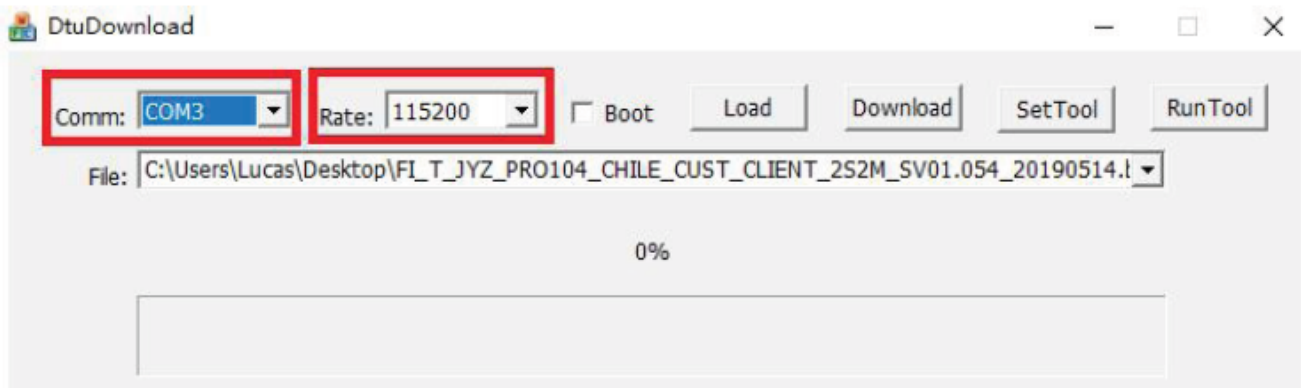 DtuDownload
Comm: COM3 Rate: 115200 Boot Load Download SetTool RunTool
File: C:\Users\Lucas\Desktop\FI_T_JYZ_PRO104_CHILE_CUST_CLIENT_2S2M_SV01.054_20190514.
0%